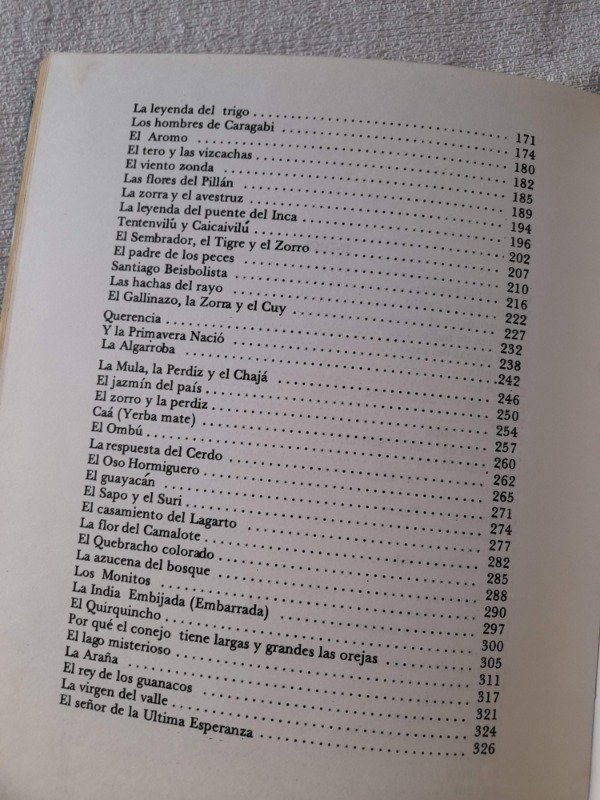 La leyenda del trigo 171
Los hombres de Caragabi 174
El Aromo 180
El tero y las vizcachas 182
El viento zonda 185
Las flores del Pillán 189
La zorra y el avestruz 194
La leyenda del puente del Inca 196
Tentenvilú y Caicaivilú 202
El Sembrador, el Tigre y el Zorro 207
El padre de los peces 210
Santiago Beisbolista 216
Las hachas del rayo 222
El Gallinazo, la Zorra y el Cuy 227
Querencia 232
Y la Primavera Nació 238
La Algarroba 242
La Mula, la Perdiz y el Chajá 246
El jazmín del país 250
El zorro y la perdiz 254
Caá (Yerba mate) 257
El Ombú 260
La respuesta del Cerdo 262
El Oso Hormiguero 265
El guayacán 271
El Sapo y el Suri 274
El casamiento del Lagarto 277
La flor del Camalote 282
El Quebracho colorado 285
La azucena del bosque 288
Los Monitos 290
La India Embijada (Embarrada) 297
El Quirquincho 300
Por qué el conejo tiene largas y grandes las orejas 305
El lago misterioso 311
La Araña 317
El rey de los guanacos 321
La virgen del valle 324
El señor de la Ultima Esperanza 326